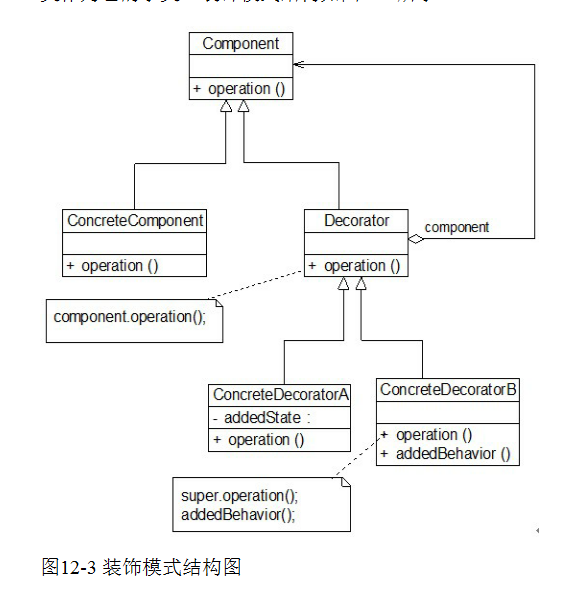 Component
+ operation ()
ConcreteComponent
+ operation ()
Decorator
+ operation ()
component
component.operation();
ConcreteDecoratorA
- addedState :
+ operation ()
ConcreteDecoratorB
+ operation ()
+ addedBehavior ()
super.operation();
addedBehavior();
图12-3 装饰模式结构图